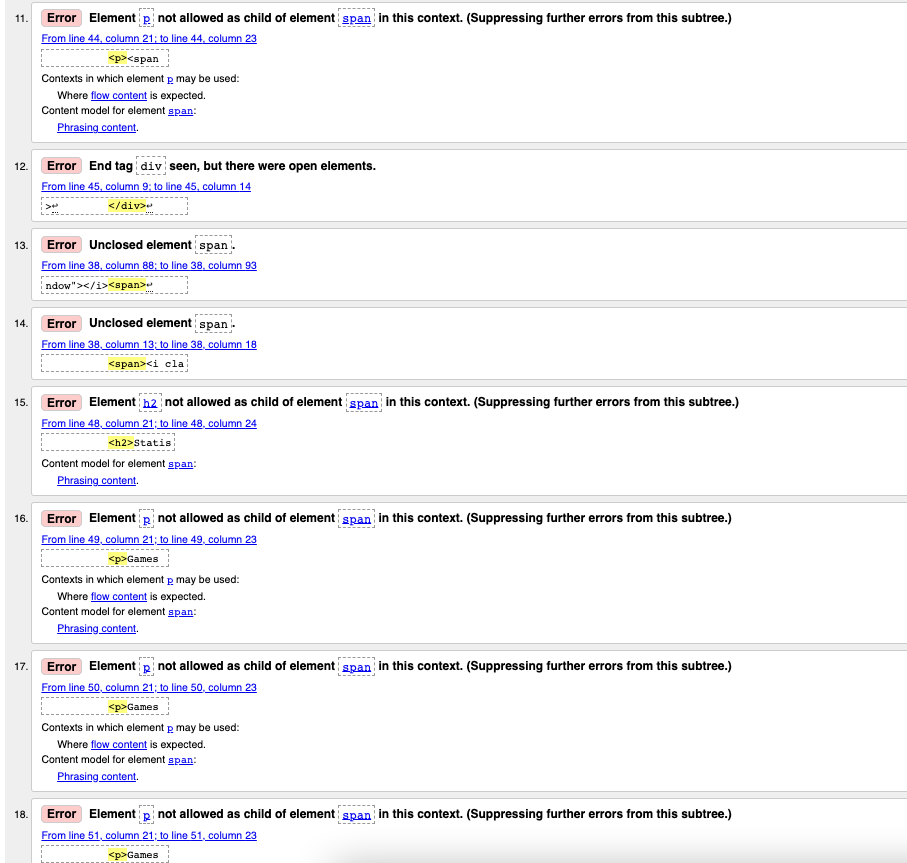 11. Error Element p not allowed as child of element span in this context. (Suppressing further errors from this subtree.)
From line 44, column 21; to line 44, column 23
<p><span
Contexts in which element p may be used:
Where flow content is expected.
Content model for element span:
Phrasing content.
12. Error End tag div seen, but there were open elements.
From line 45, column 9; to line 45, column 14
>↩ </div>↩
13. Error Unclosed element span.
From line 38, column 88; to line 38, column 93
ndow"></i><span>↩
14. Error Unclosed element span.
From line 38, column 13; to line 38, column 18
<span><i cla
15. Error Element h2 not allowed as child of element span in this context. (Suppressing further errors from this subtree.)
From line 48, column 21; to line 48, column 24
<h2>Statis
Content model for element span:
Phrasing content.
16. Error Element p not allowed as child of element span in this context. (Suppressing further errors from this subtree.)
From line 49, column 21; to line 49, column 23
<p>Games
Contexts in which element p may be used:
Where flow content is expected.
Content model for element span:
Phrasing content.
17. Error Element p not allowed as child of element span in this context. (Suppressing further errors from this subtree.)
From line 50, column 21; to line 50, column 23
<p>Games
Contexts in which element p may be used:
Where flow content is expected.
Content model for element span:
Phrasing content.
18. Error Element p not allowed as child of element span in this context. (Suppressing further errors from this subtree.)
From line 51, column 21; to line 51, column 23
<p>Games